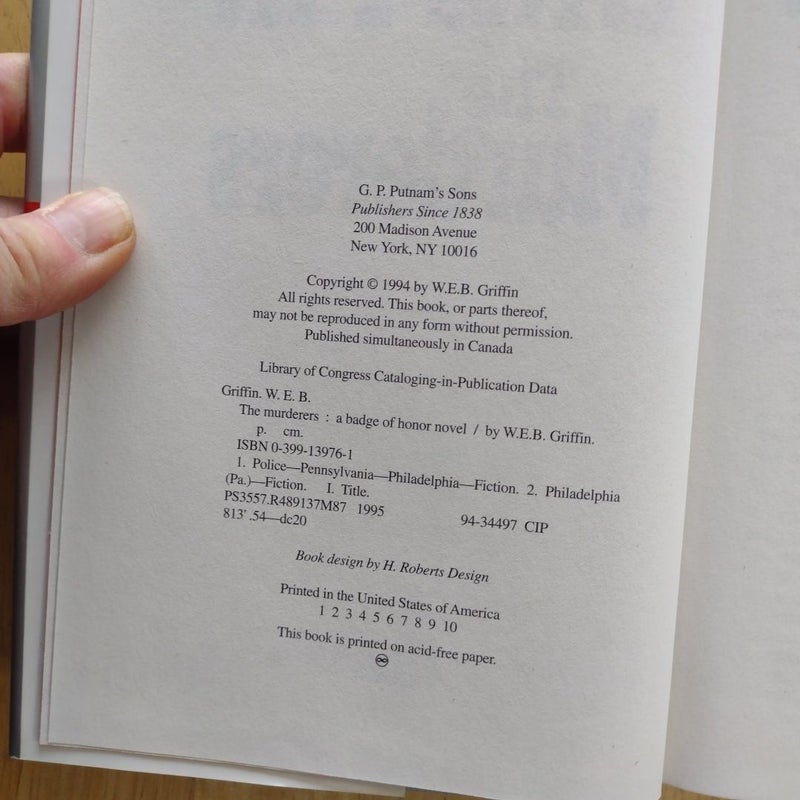 G. P. Putnam's Sons
Publishers Since 1838
200 Madison Avenue
New York, NY 10016
Copyright © 1994 by W.E.B. Griffin
All rights reserved. This book, or parts thereof,
may not be reproduced in any form without permission.
Published simultaneously in Canada
Library of Congress Cataloging-in-Publication Data
Griffin. W. E. B.
The murderers : a badge of honor novel / by W.E.B. Griffin.
p. cm.
ISBN 0-399-13976-1
1. Police—Pennsylvania—Philadelphia—Fiction. 2. Philadelphia
(Pa.)—Fiction. I. Title.
PS3557.R489137M87 1995 94-34497 CIP
813'.54—dc20
Book design by H. Roberts Design
Printed in the United States of America
1 2 3 4 5 6 7 8 9 10
This book is printed on acid-free paper.
♾